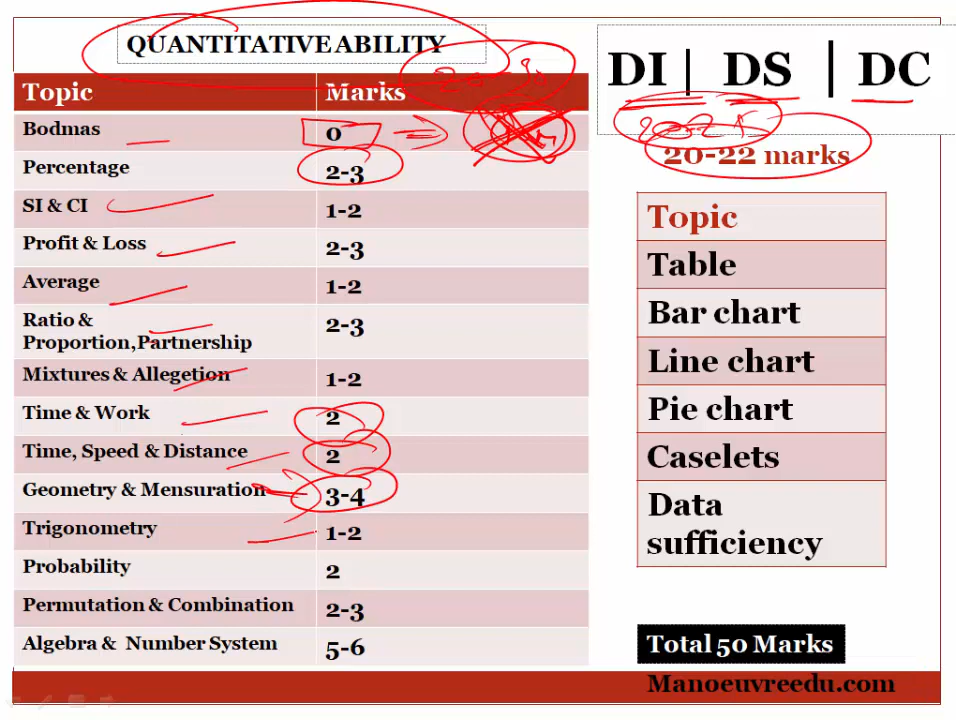 QUANTITATIVE ABILITY
Topic Marks
Bodmas 0
Percentage 2-3
SI & CI 1-2
Profit & Loss 2-3
Average 1-2
Ratio &
Proportion,Partnership 2-3
Mixtures & Allegetion 1-2
Time & Work 2
Time, Speed & Distance 2
Geometry & Mensuration 3-4
Trigonometry 1-2
Probability 2
Permutation & Combination 2-3
Algebra & Number System 5-6
DI | DS | DC
20-22 marks
Topic
Table
Bar chart
Line chart
Pie chart
Caselets
Data
sufficiency
Total 50 Marks
Manoeuvreedu.com